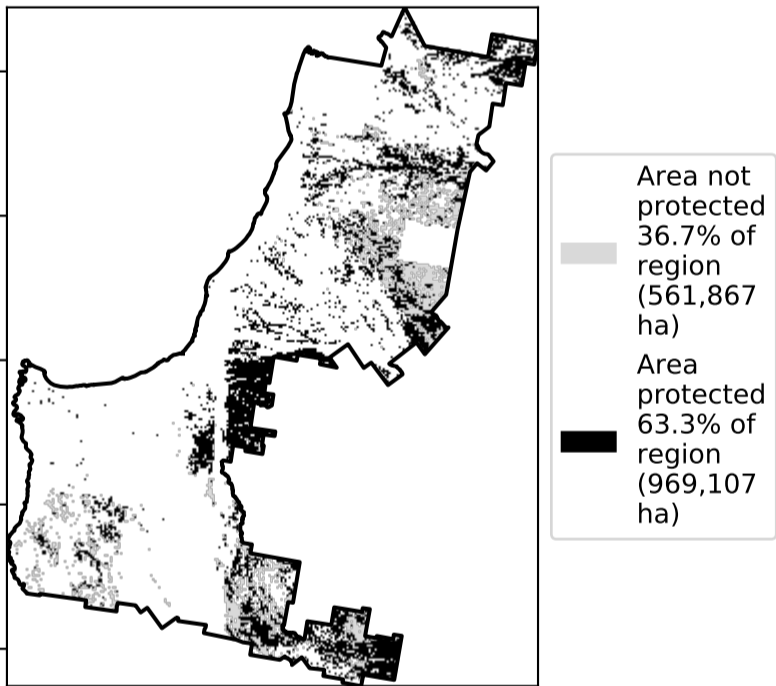 Area not
protected
36.7% of
region
(561,867
ha)
Area
protected
63.3% of
region
(969,107
ha)